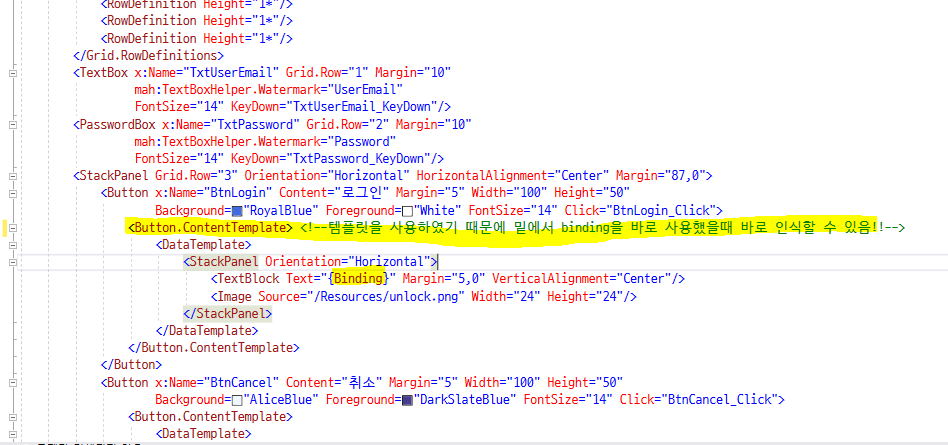 <RowDefinition Height="1*"/>
<RowDefinition Height="1*"/>
<RowDefinition Height="1*"/>
</Grid.RowDefinitions>
<TextBox x:Name="TxtUserEmail" Grid.Row="1" Margin="10"
mah:TextBoxHelper.Watermark="UserEmail"
FontSize="14" KeyDown="TxtUserEmail_KeyDown"/>
<PasswordBox x:Name="TxtPassword" Grid.Row="2" Margin="10"
mah:TextBoxHelper.Watermark="Password"
FontSize="14" KeyDown="TxtPassword_KeyDown"/>
<StackPanel Grid.Row="3" Orientation="Horizontal" HorizontalAlignment="Center" Margin="87,0">
<Button x:Name="BtnLogin" Content="로그인" Margin="5" Width="100" Height="50"
Background="RoyalBlue" Foreground="White" FontSize="14" Click="BtnLogin_Click">
<Button.ContentTemplate> <!--템플릿을 사용하였기 때문에 밑에서 binding을 바로 사용했을때 바로 인식할 수 있음!!-->
<DataTemplate>
<StackPanel Orientation="Horizontal">
<TextBlock Text="{Binding}" Margin="5,0" VerticalAlignment="Center"/>
<Image Source="/Resources/unlock.png" Width="24" Height="24"/>
</StackPanel>
</DataTemplate>
</Button.ContentTemplate>
</Button>
<Button x:Name="BtnCancel" Content="취소" Margin="5" Width="100" Height="50"
Background="AliceBlue" Foreground="DarkSlateBlue" FontSize="14" Click="BtnCancel_Click">
<Button.ContentTemplate>
<DataTemplate>